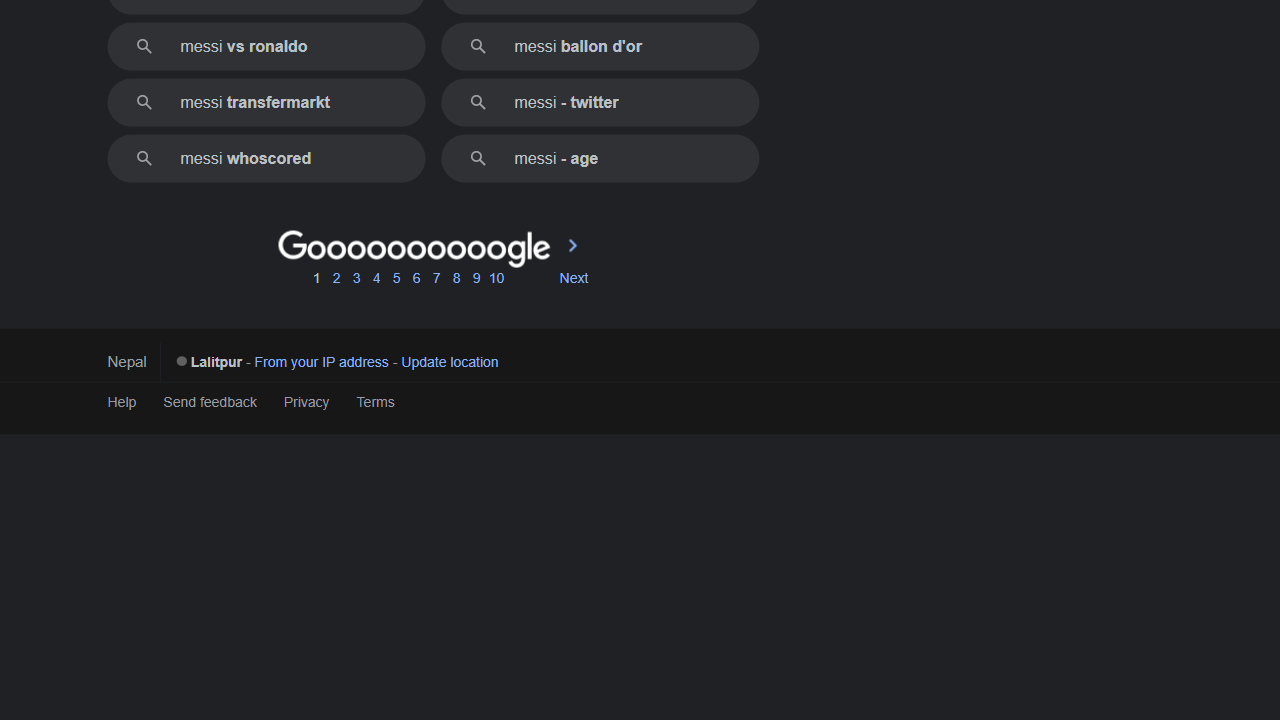 messi vs ronaldo
messi ballon d'or
messi transfermarkt
messi - twitter
messi whoscored
messi - age
Goooooooooogle
1 2 3 4 5 6 7 8 9 10 Next
Nepal Lalitpur - From your IP address - Update location
Help Send feedback Privacy Terms